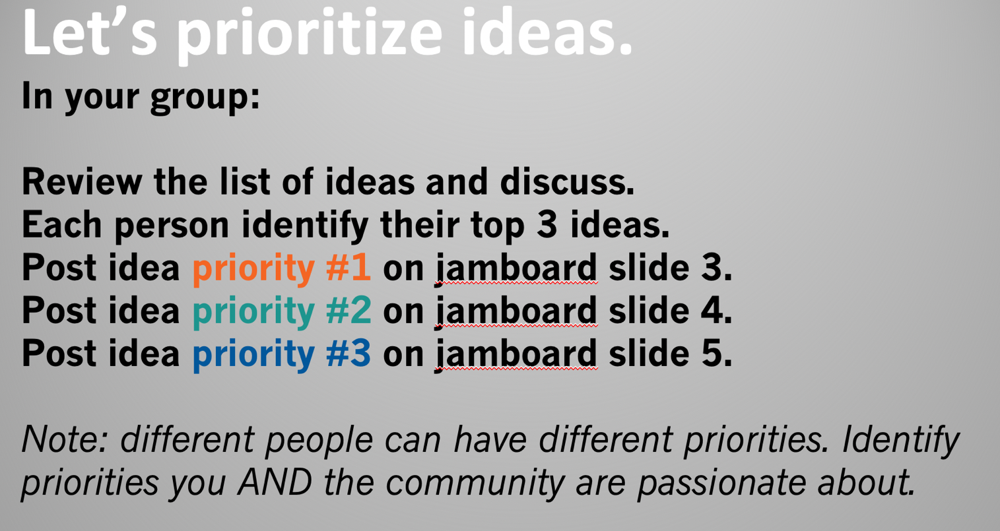 Let’s prioritize ideas.
In your group:
Review the list of ideas and discuss.
Each person identify their top 3 ideas.
Post idea priority #1 on jamboard slide 3.
Post idea priority #2 on jamboard slide 4.
Post idea priority #3 on jamboard slide 5.
Note: different people can have different priorities. Identify
priorities you AND the community are passionate about.